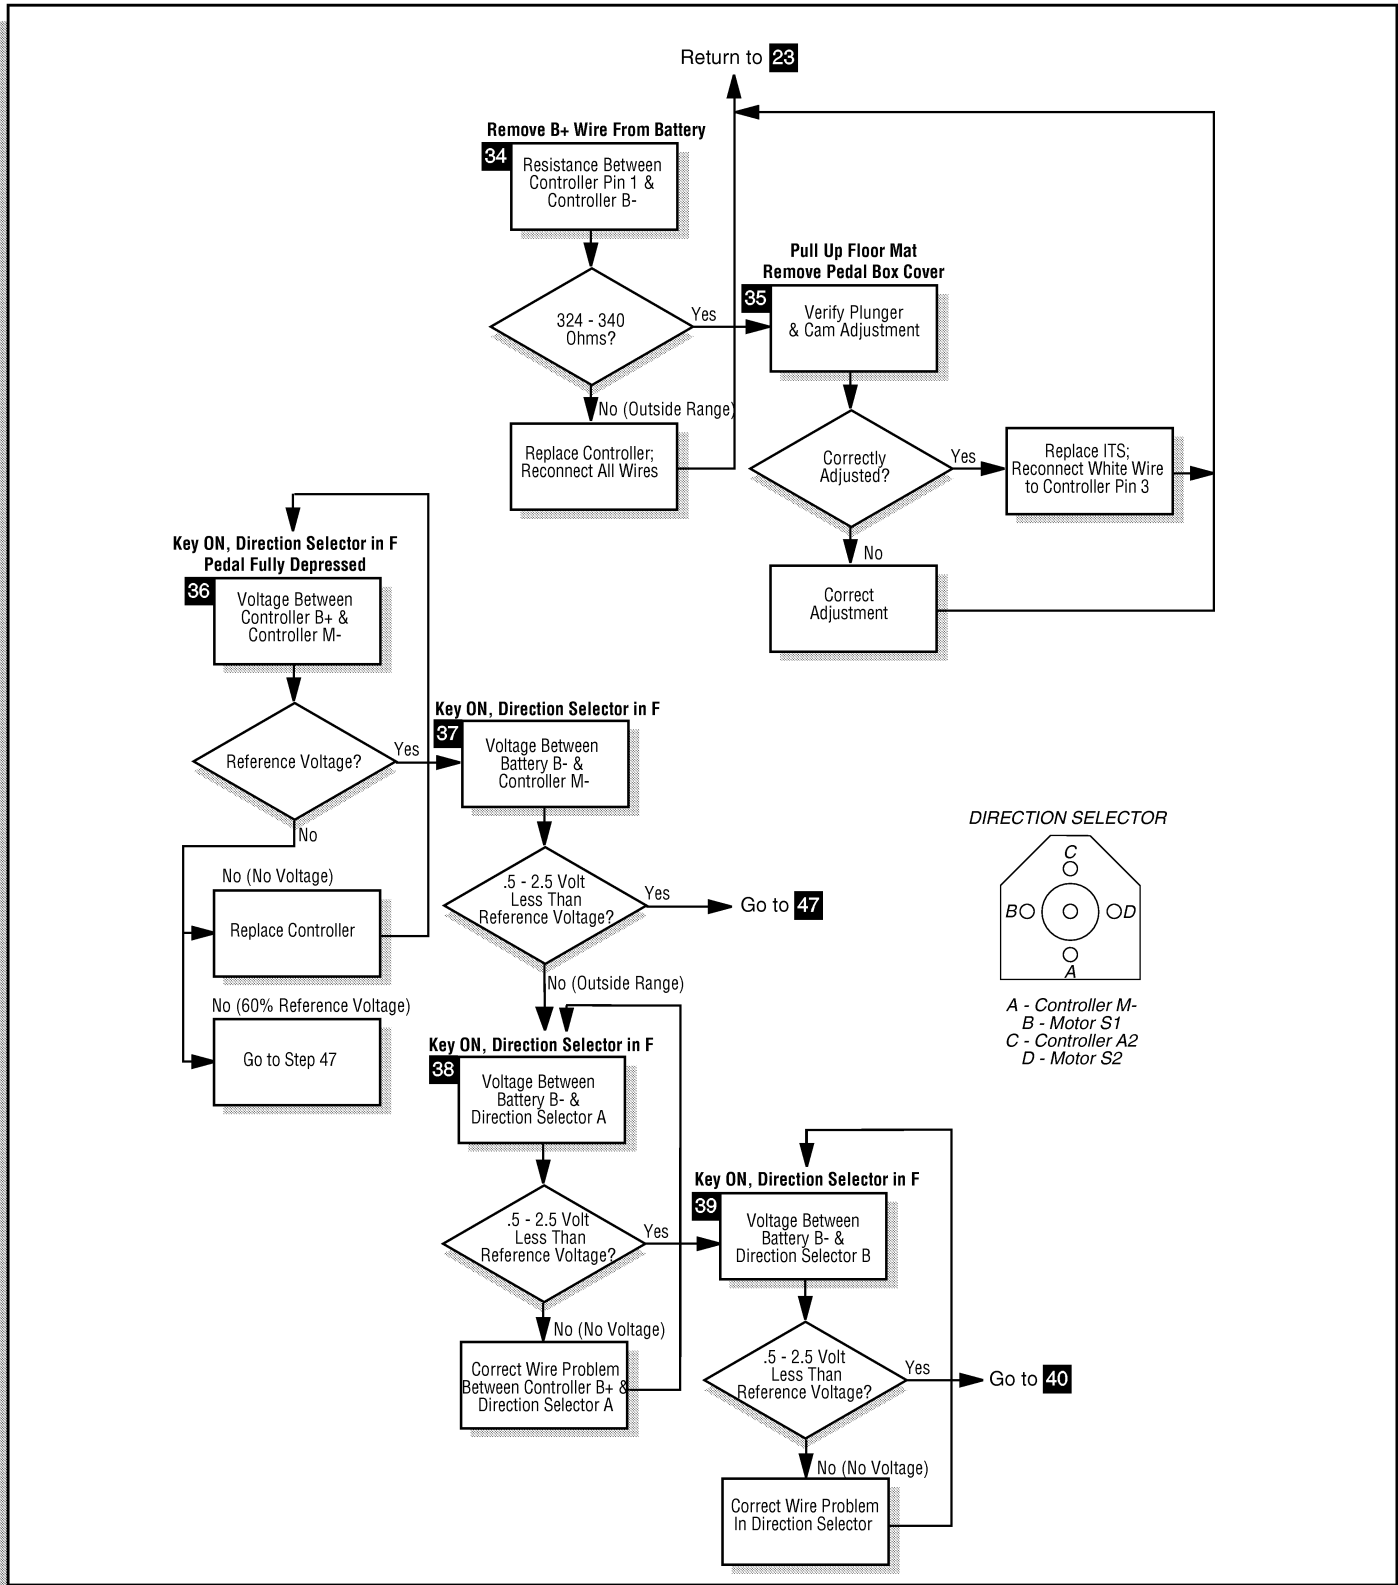 Return to 23
Remove B+ Wire From Battery
34
Resistance Between
Controller Pin 1 &
Controller B-
324 - 340
Ohms?
Yes
No (Outside Range)
Replace Controller;
Reconnect All Wires
Pull Up Floor Mat
Remove Pedal Box Cover
35
Verify Plunger
& Cam Adjustment
Correctly
Adjusted?
Yes
Replace ITS;
Reconnect White Wire
to Controller Pin 3
No
Correct
Adjustment
Key ON, Direction Selector in F
Pedal Fully Depressed
36
Voltage Between
Controller B+ &
Controller M-
Reference Voltage?
Yes
No
No (No Voltage)
Replace Controller
No (60% Reference Voltage)
Go to Step 47
Key ON, Direction Selector in F
37
Voltage Between
Battery B- &
Controller M-
.5 - 2.5 Volt
Less Than
Reference Voltage?
Yes
Go to 47
No (Outside Range)
Key ON, Direction Selector in F
38
Voltage Between
Battery B- &
Direction Selector A
.5 - 2.5 Volt
Less Than
Reference Voltage?
Yes
No (No Voltage)
Correct Wire Problem
Between Controller B+ &
Direction Selector A
Key ON, Direction Selector in F
39
Voltage Between
Battery B- &
Direction Selector B
.5 - 2.5 Volt
Less Than
Reference Voltage?
Yes
Go to 40
No (No Voltage)
Correct Wire Problem
In Direction Selector
DIRECTION SELECTOR
C
B
D
A
A - Controller M-
B - Motor S1
C - Controller A2
D - Motor S2